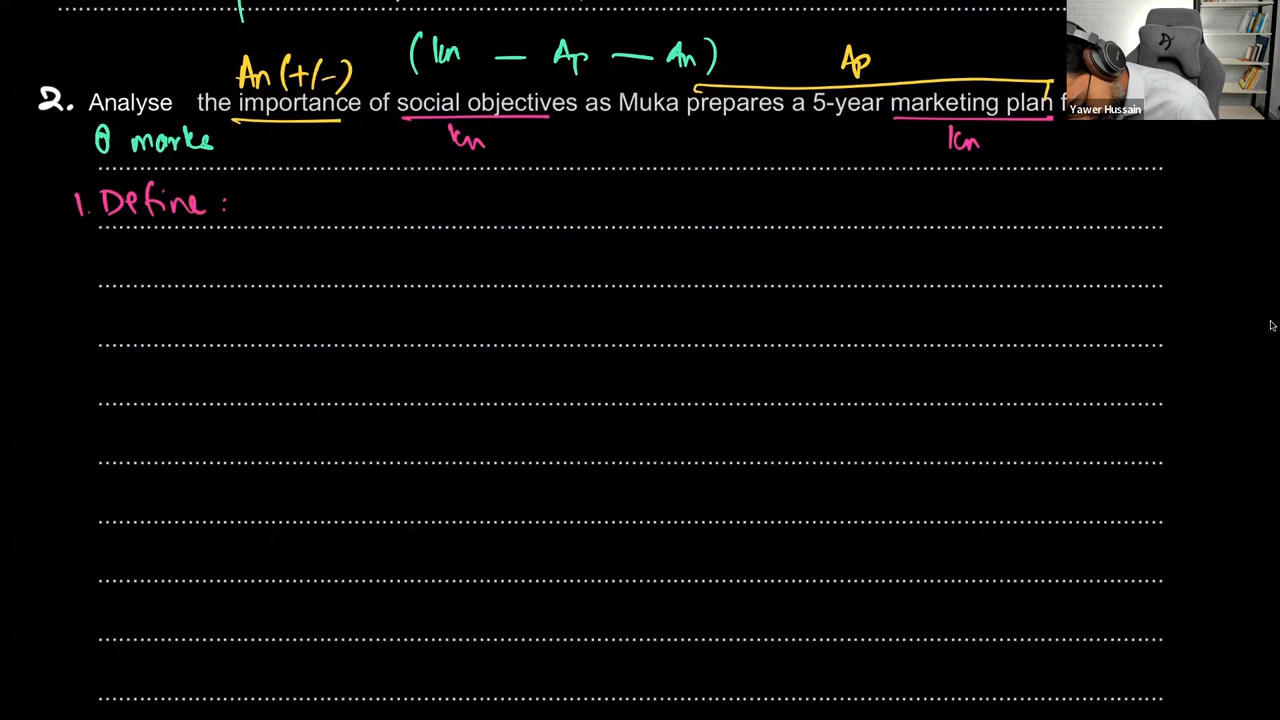 (kn — Ap — An)
An (+/-)
Ap
2. Analyse the importance of social objectives as Muka prepares a 5-year marketing plan f
8 marks
kn
kn
1. Define :
Yawer Hussain